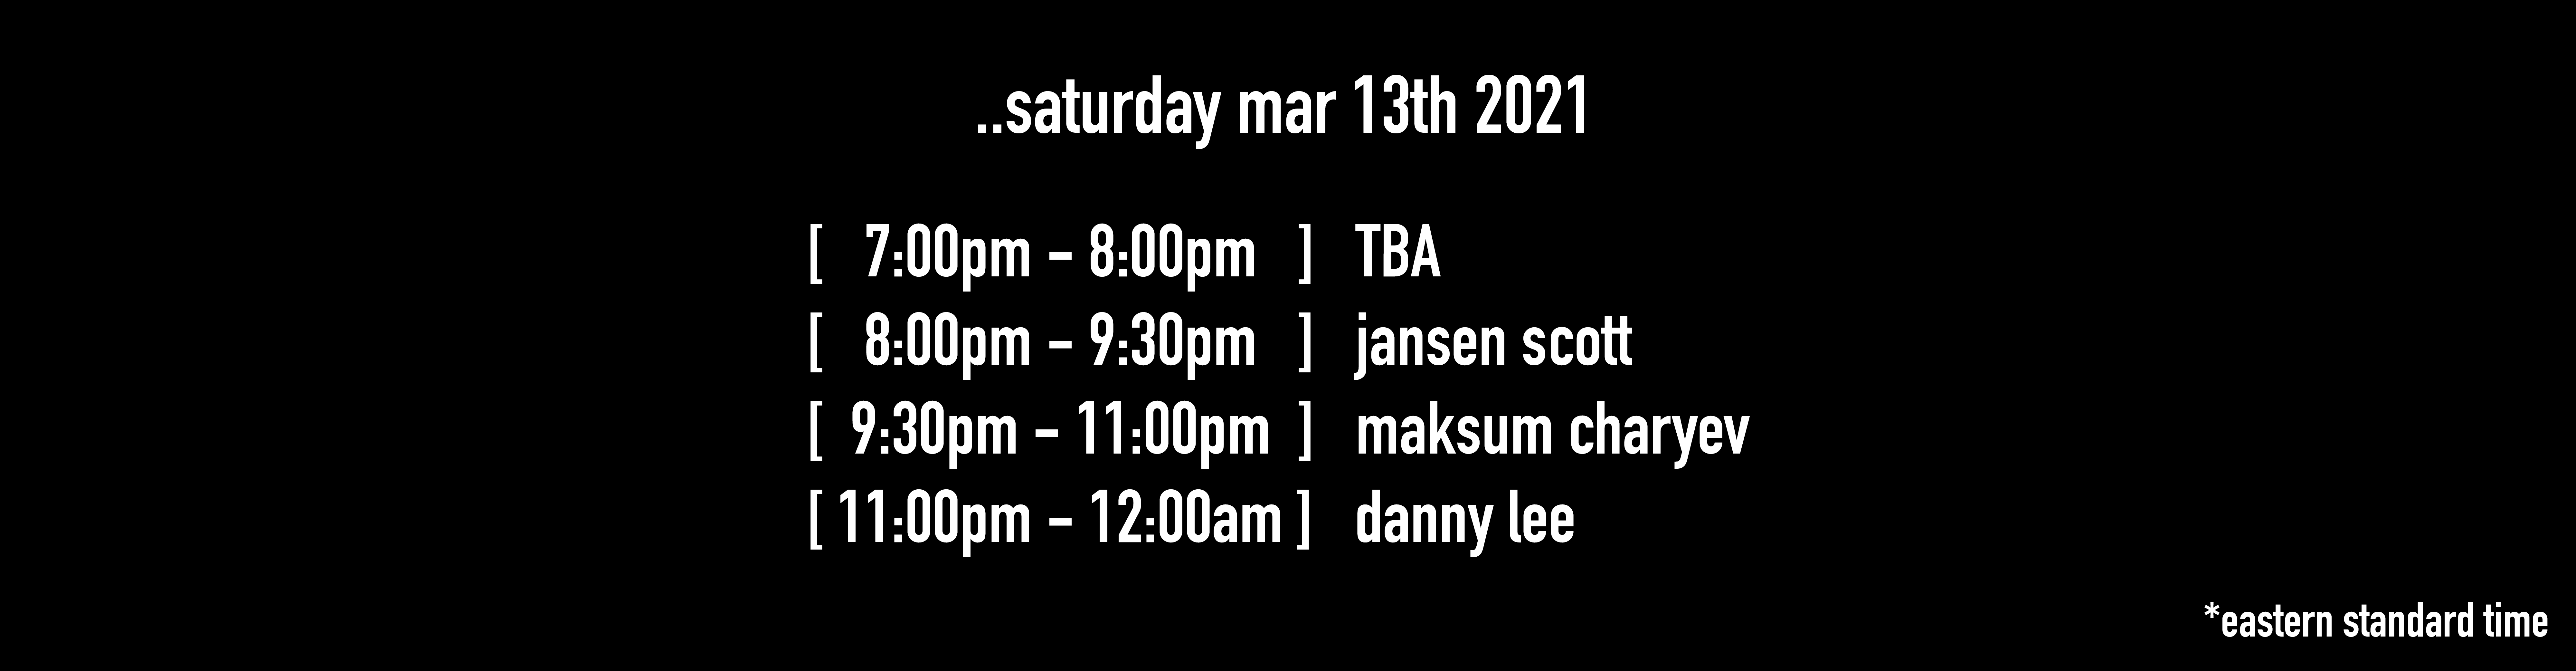 ..saturday mar 13th 2021
[ 7:00pm - 8:00pm ] TBA
[ 8:00pm - 9:30pm ] jansen scott
[ 9:30pm - 11:00pm ] maksum charyev
[ 11:00pm - 12:00am ] danny lee
*eastern standard time